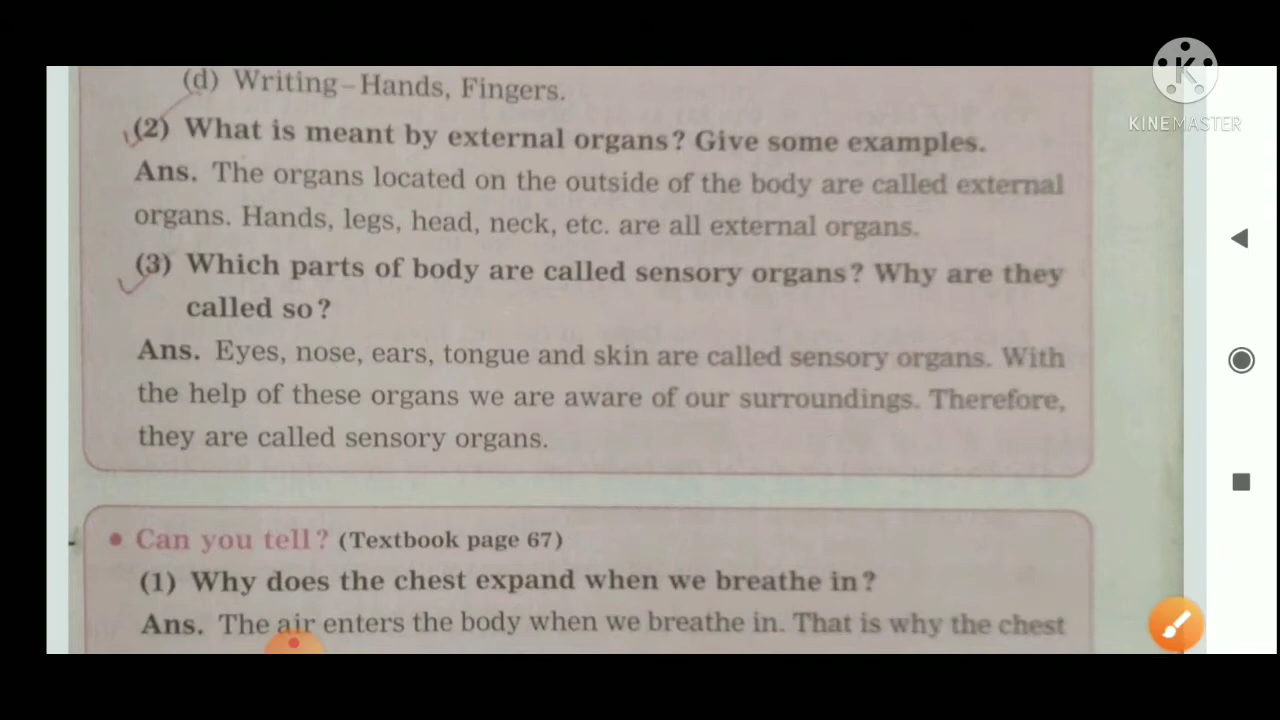 (d) Writing – Hands, Fingers.
K
KINEMASTER
(2) What is meant by external organs? Give some examples.
Ans. The organs located on the outside of the body are called external
organs. Hands, legs, head, neck, etc. are all external organs.
(3) Which parts of body are called sensory organs? Why are they
called so?
Ans. Eyes, nose, ears, tongue and skin are called sensory organs. With
the help of these organs we are aware of our surroundings. Therefore,
they are called sensory organs.
• Can you tell? (Textbook page 67)
(1) Why does the chest expand when we breathe in?
Ans. The air enters the body when we breathe in. That is why the chest